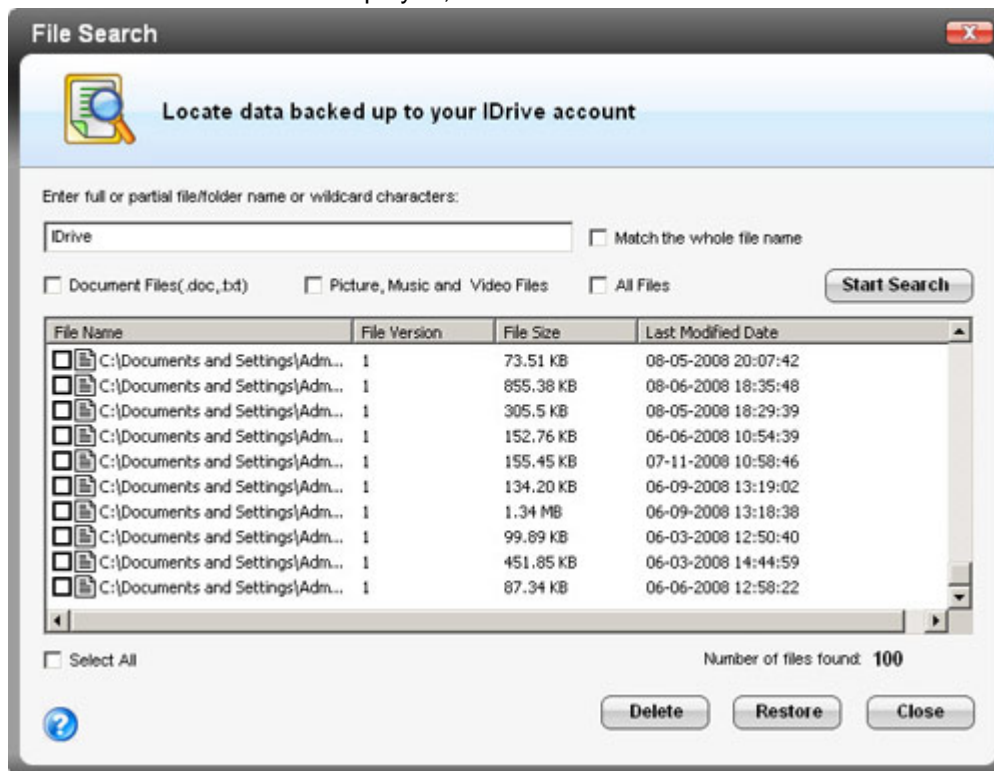 File Search
Locate data backed up to your IDrive account
Enter full or partial file/folder name or wildcard characters:
IDrive
Match the whole file name
Document Files(.doc,.txt) Picture, Music and Video Files All Files Start Search
File Name File Version File Size Last Modified Date
C:\Documents and Settings\Adm... 1 73.51 KB 08-05-2008 20:07:42
C:\Documents and Settings\Adm... 1 855.38 KB 08-06-2008 18:35:48
C:\Documents and Settings\Adm... 1 305.5 KB 08-05-2008 18:29:39
C:\Documents and Settings\Adm... 1 152.76 KB 06-06-2008 10:54:39
C:\Documents and Settings\Adm... 1 155.45 KB 07-11-2008 10:58:46
C:\Documents and Settings\Adm... 1 134.20 KB 06-09-2008 13:19:02
C:\Documents and Settings\Adm... 1 1.34 MB 06-09-2008 13:18:38
C:\Documents and Settings\Adm... 1 99.89 KB 06-03-2008 12:50:40
C:\Documents and Settings\Adm... 1 451.85 KB 06-03-2008 14:44:59
C:\Documents and Settings\Adm... 1 87.34 KB 06-06-2008 12:58:22
Select All Number of files found: 100
Delete Restore Close